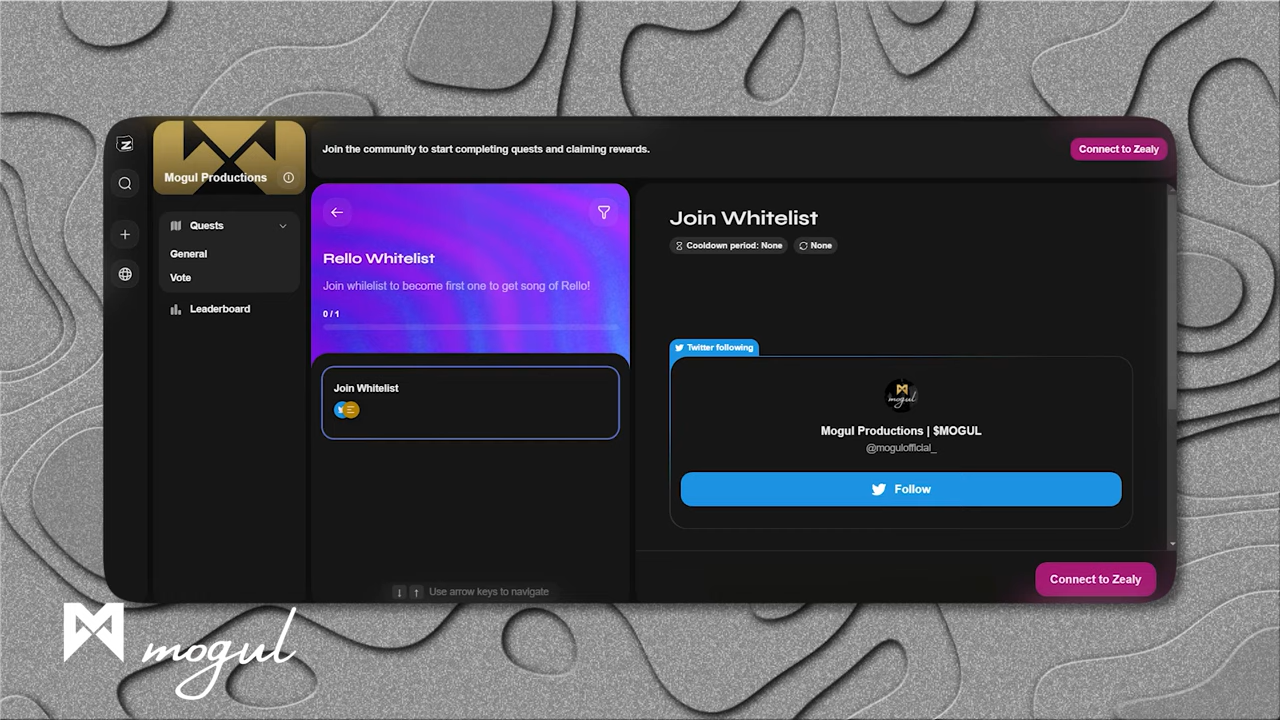 Mogul Productions
Quests
General
Vote
Leaderboard
Join the community to start completing quests and claiming rewards.
Connect to Zealy
Rello Whitelist
Join whilelist to become first one to get song of Rello!
0 / 1
Join Whitelist
Use arrow keys to navigate
Join Whitelist
Cooldown period: None
None
Twitter following
mogul
Mogul Productions | $MOGUL
@mogulofficial_
Follow
Connect to Zealy
mogul